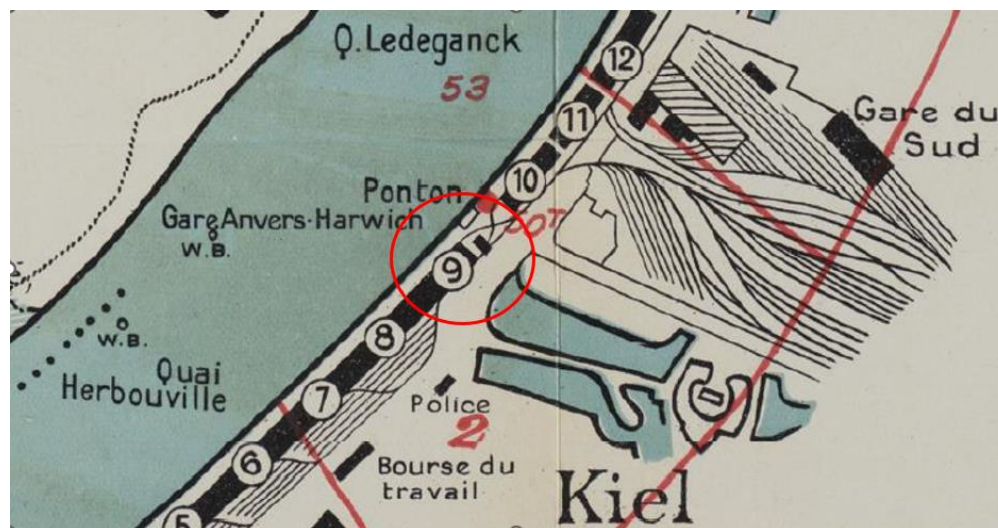 Q. Ledeganck
53
12
11
Gare du
Sud
Ponton
10
50T
Gare Anvers-Harwich
W.B.
9
W.B.
8
Quai
Herbouville
7
Police
2
6
Bourse du
travail
Kiel
5